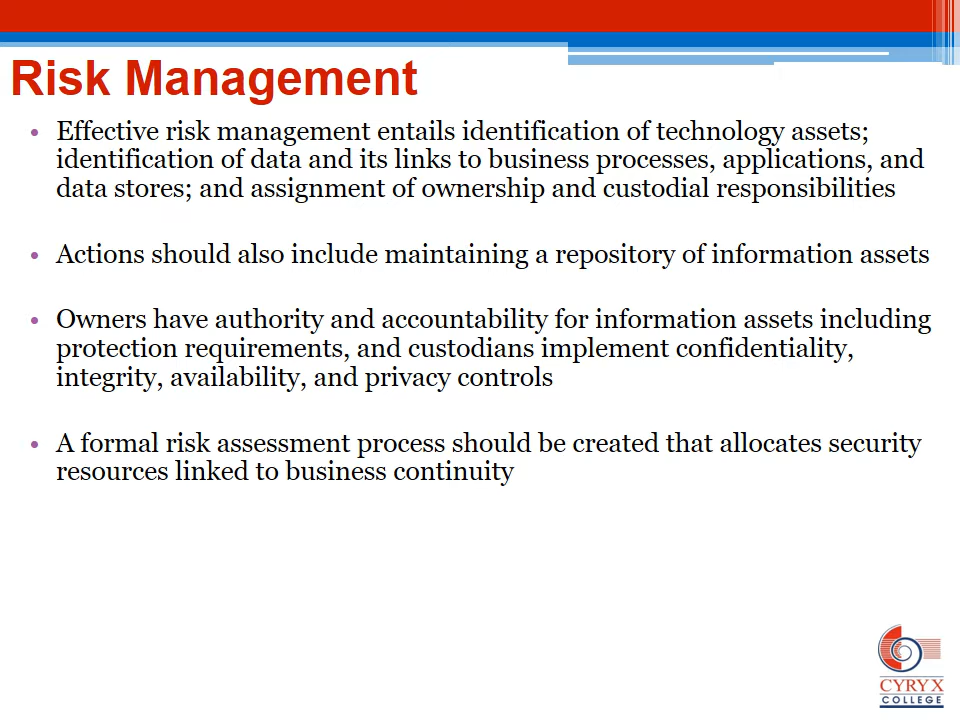 Risk Management
• Effective risk management entails identification of technology assets;
identification of data and its links to business processes, applications, and
data stores; and assignment of ownership and custodial responsibilities
• Actions should also include maintaining a repository of information assets
• Owners have authority and accountability for information assets including
protection requirements, and custodians implement confidentiality,
integrity, availability, and privacy controls
• A formal risk assessment process should be created that allocates security
resources linked to business continuity
CYRYX
COLLEGE